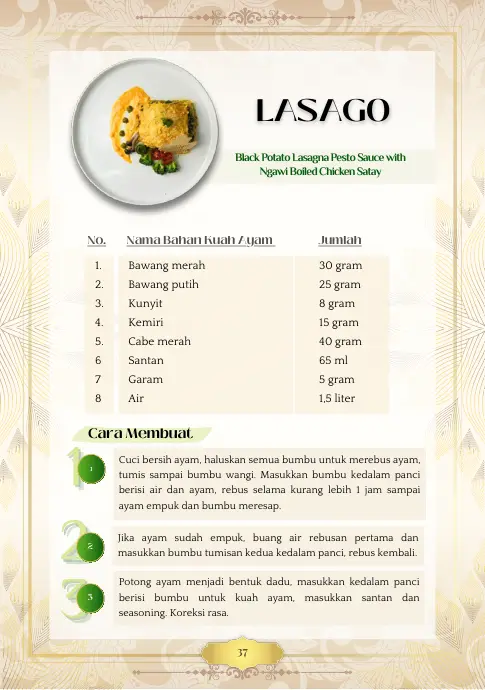 LASAGO
Black Potato Lasagna Pesto Sauce with
Ngawi Boiled Chicken Satay
No. Nama Bahan Kuah Ayam Jumlah
1. Bawang merah 30 gram
2. Bawang putih 25 gram
3. Kunyit 8 gram
4. Kemiri 15 gram
5. Cabe merah 40 gram
6 Santan 65 ml
7 Garam 5 gram
8 Air 1,5 liter
Cara Membuat
1
Cuci bersih ayam, haluskan semua bumbu untuk merebus ayam,
tumis sampai bumbu wangi. Masukkan bumbu kedalam panci
berisi air dan ayam, rebus selama kurang lebih 1 jam sampai
ayam empuk dan bumbu meresap.
2
Jika ayam sudah empuk, buang air rebusan pertama dan
masukkan bumbu tumisan kedua kedalam panci, rebus kembali.
3
Potong ayam menjadi bentuk dadu, masukkan kedalam panci
berisi bumbu untuk kuah ayam, masukkan santan dan
seasoning. Koreksi rasa.
37